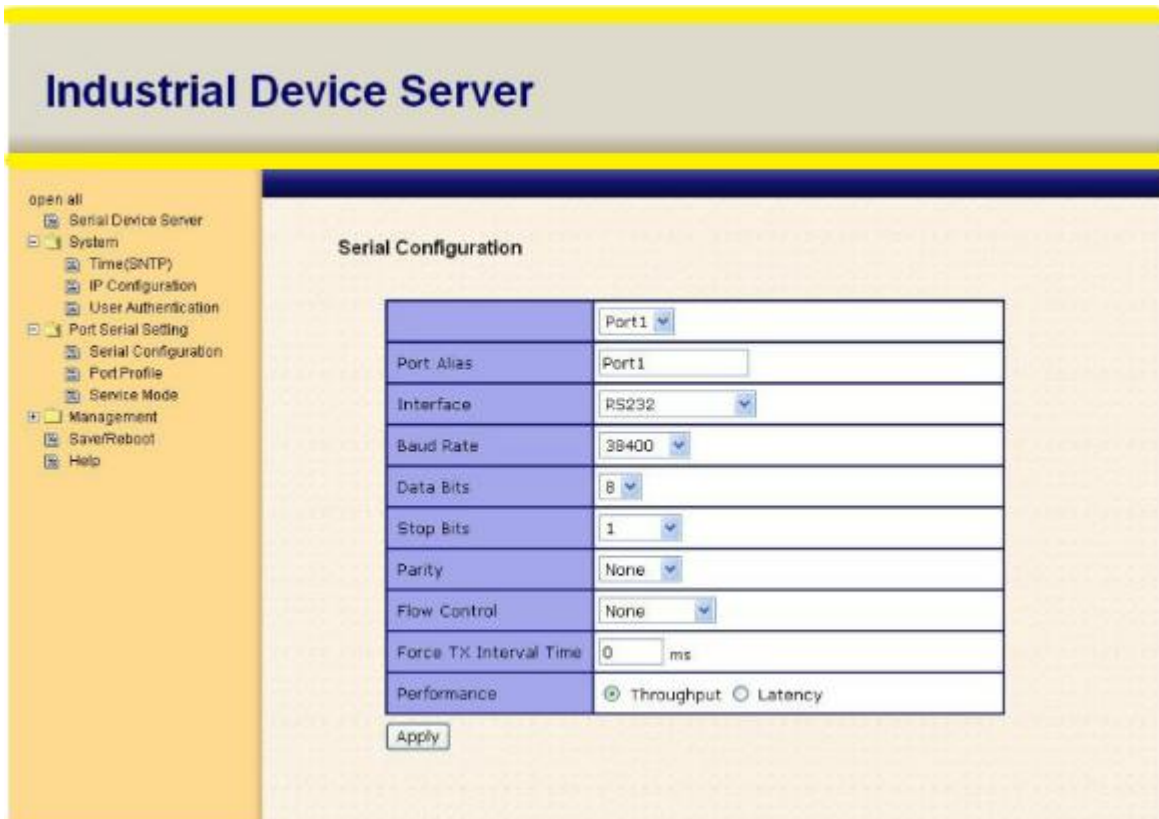 Industrial Device Server
open all
Serial Device Server
System
Time(SNTP)
IP Configuration
User Authentication
Port Serial Setting
Serial Configuration
Port Profile
Service Mode
Management
Save/Reboot
Help
Serial Configuration
Port1
Port Alias Port1
Interface RS232
Baud Rate 38400
Data Bits 8
Stop Bits 1
Parity None
Flow Control None
Force TX Interval Time 0 ms
Performance Throughput Latency
Apply